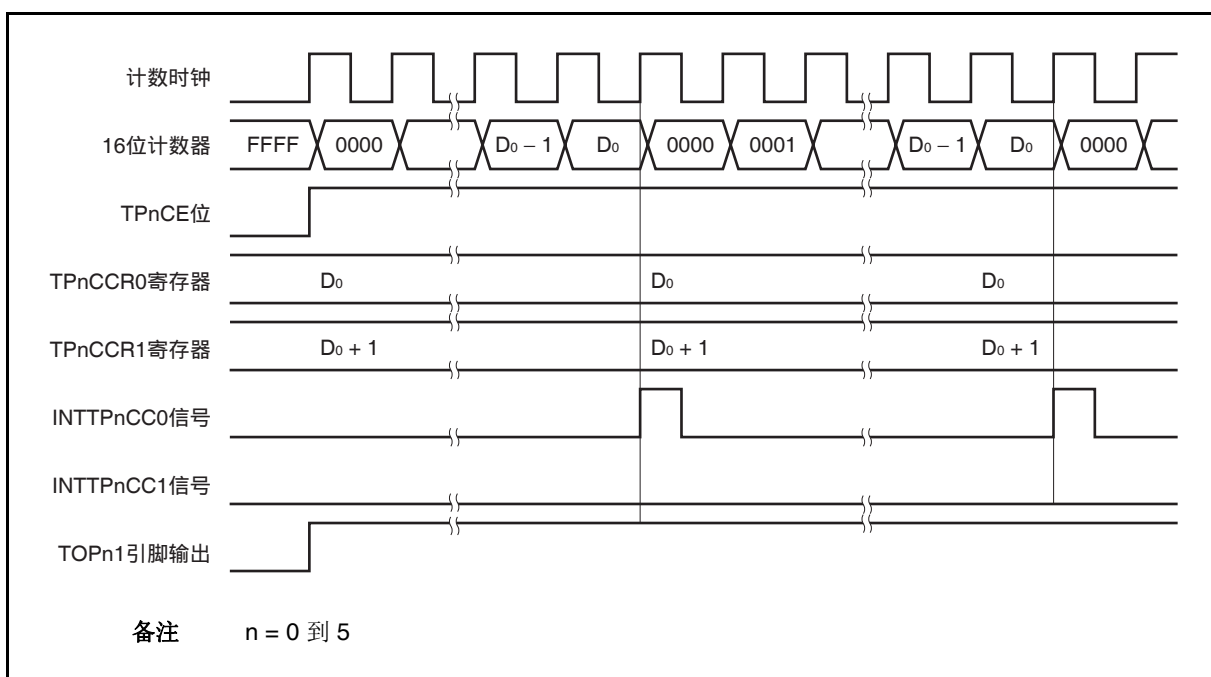 计数时钟
16位计数器 FFFF 0000 D0 – 1 D0 0000 0001 D0 – 1 D0 0000
TPnCE位
TPnCCR0寄存器 D0 D0 D0
TPnCCR1寄存器 D0 + 1 D0 + 1 D0 + 1
INTTPnCC0信号
INTTPnCC1信号
TOPn1引脚输出
备注 n = 0 到 5